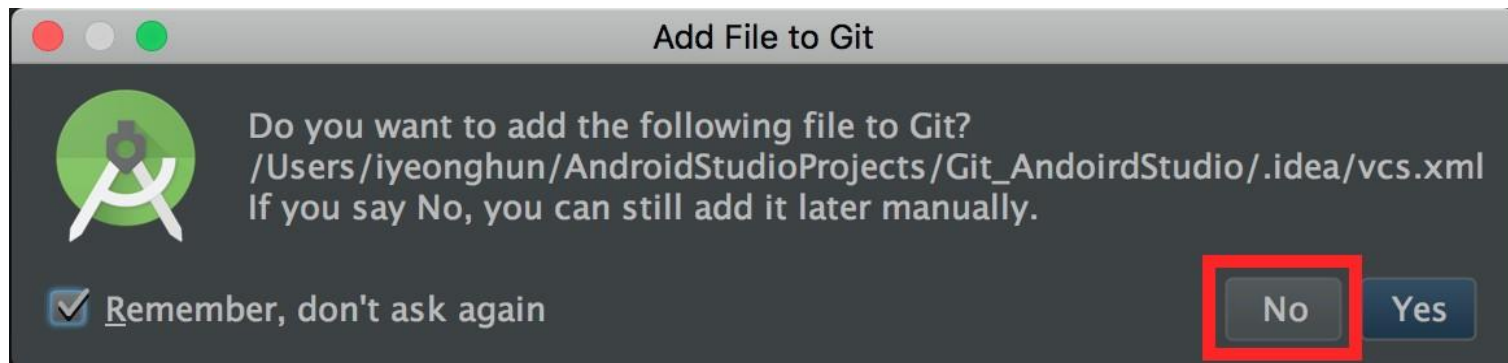 Add File to Git
Do you want to add the following file to Git?
/Users/iyeonghun/AndroidStudioProjects/Git_AndoirdStudio/.idea/vcs.xml
If you say No, you can still add it later manually.
Remember, don't ask again
No
Yes